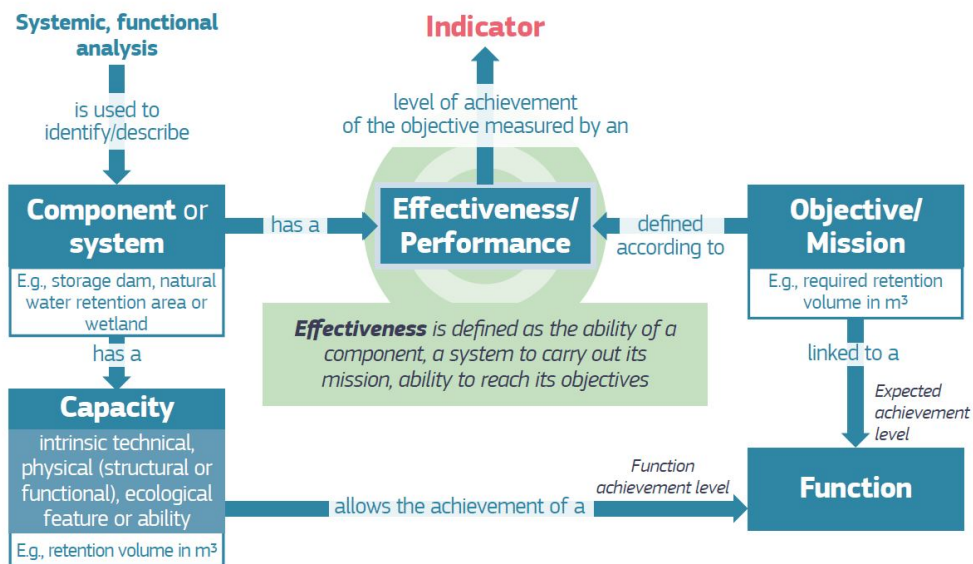 Systemic, functional
analysis
is used to
identify/describe
Indicator
level of achievement
of the objective measured by an
Component or
system
E.g., storage dam, natural
water retention area or
wetland
has a
Effectiveness/
Performance
defined
according to
Objective/
Mission
E.g., required retention
volume in m³
Effectiveness is defined as the ability of a
component, a system to carry out its
mission, ability to reach its objectives
has a
linked to a
Expected
achievement
level
Capacity
intrinsic technical,
physical (structural or
functional), ecological
feature or ability
E.g., retention volume in m³
allows the achievement of a
Function
achievement level
Function